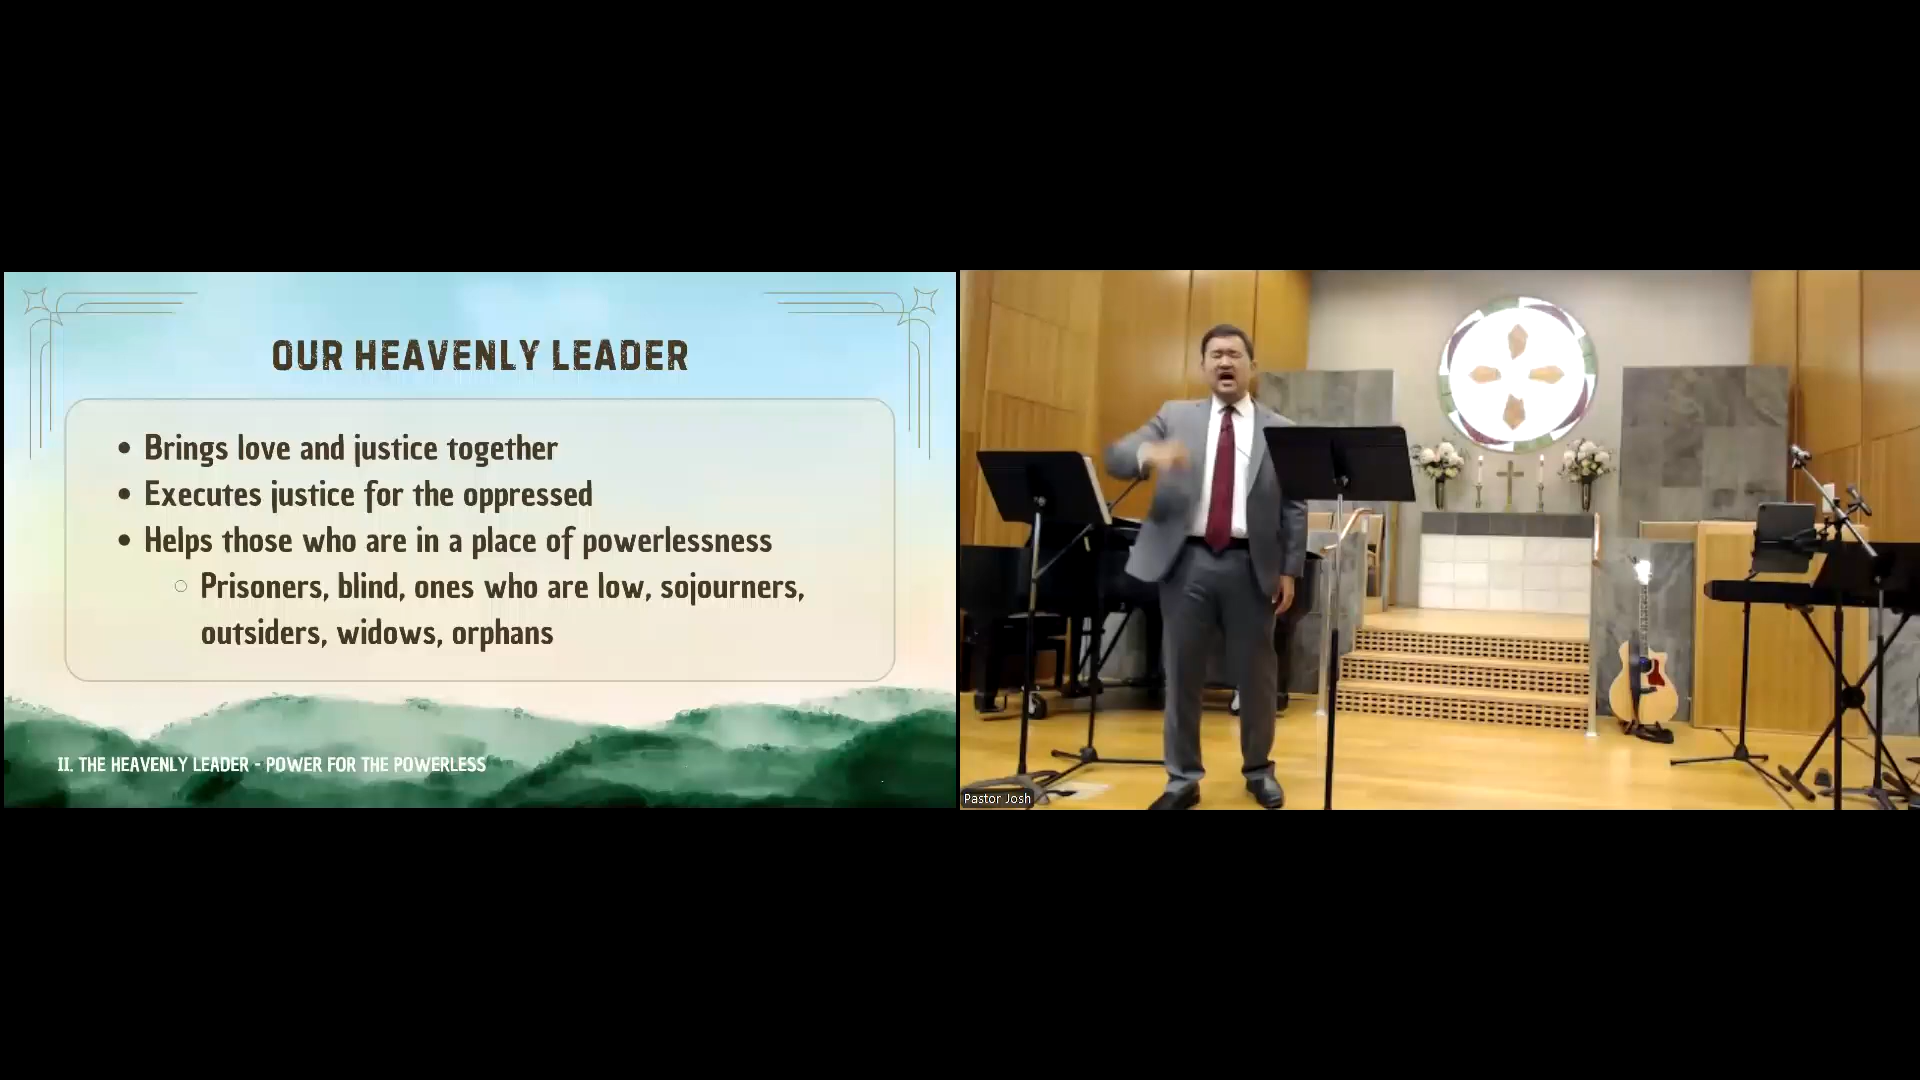 OUR HEAVENLY LEADER
Brings love and justice together
Executes justice for the oppressed
Helps those who are in a place of powerlessness
Prisoners, blind, ones who are low, sojourners,
outsiders, widows, orphans
II. THE HEAVENLY LEADER - POWER FOR THE POWERLESS
Pastor Josh